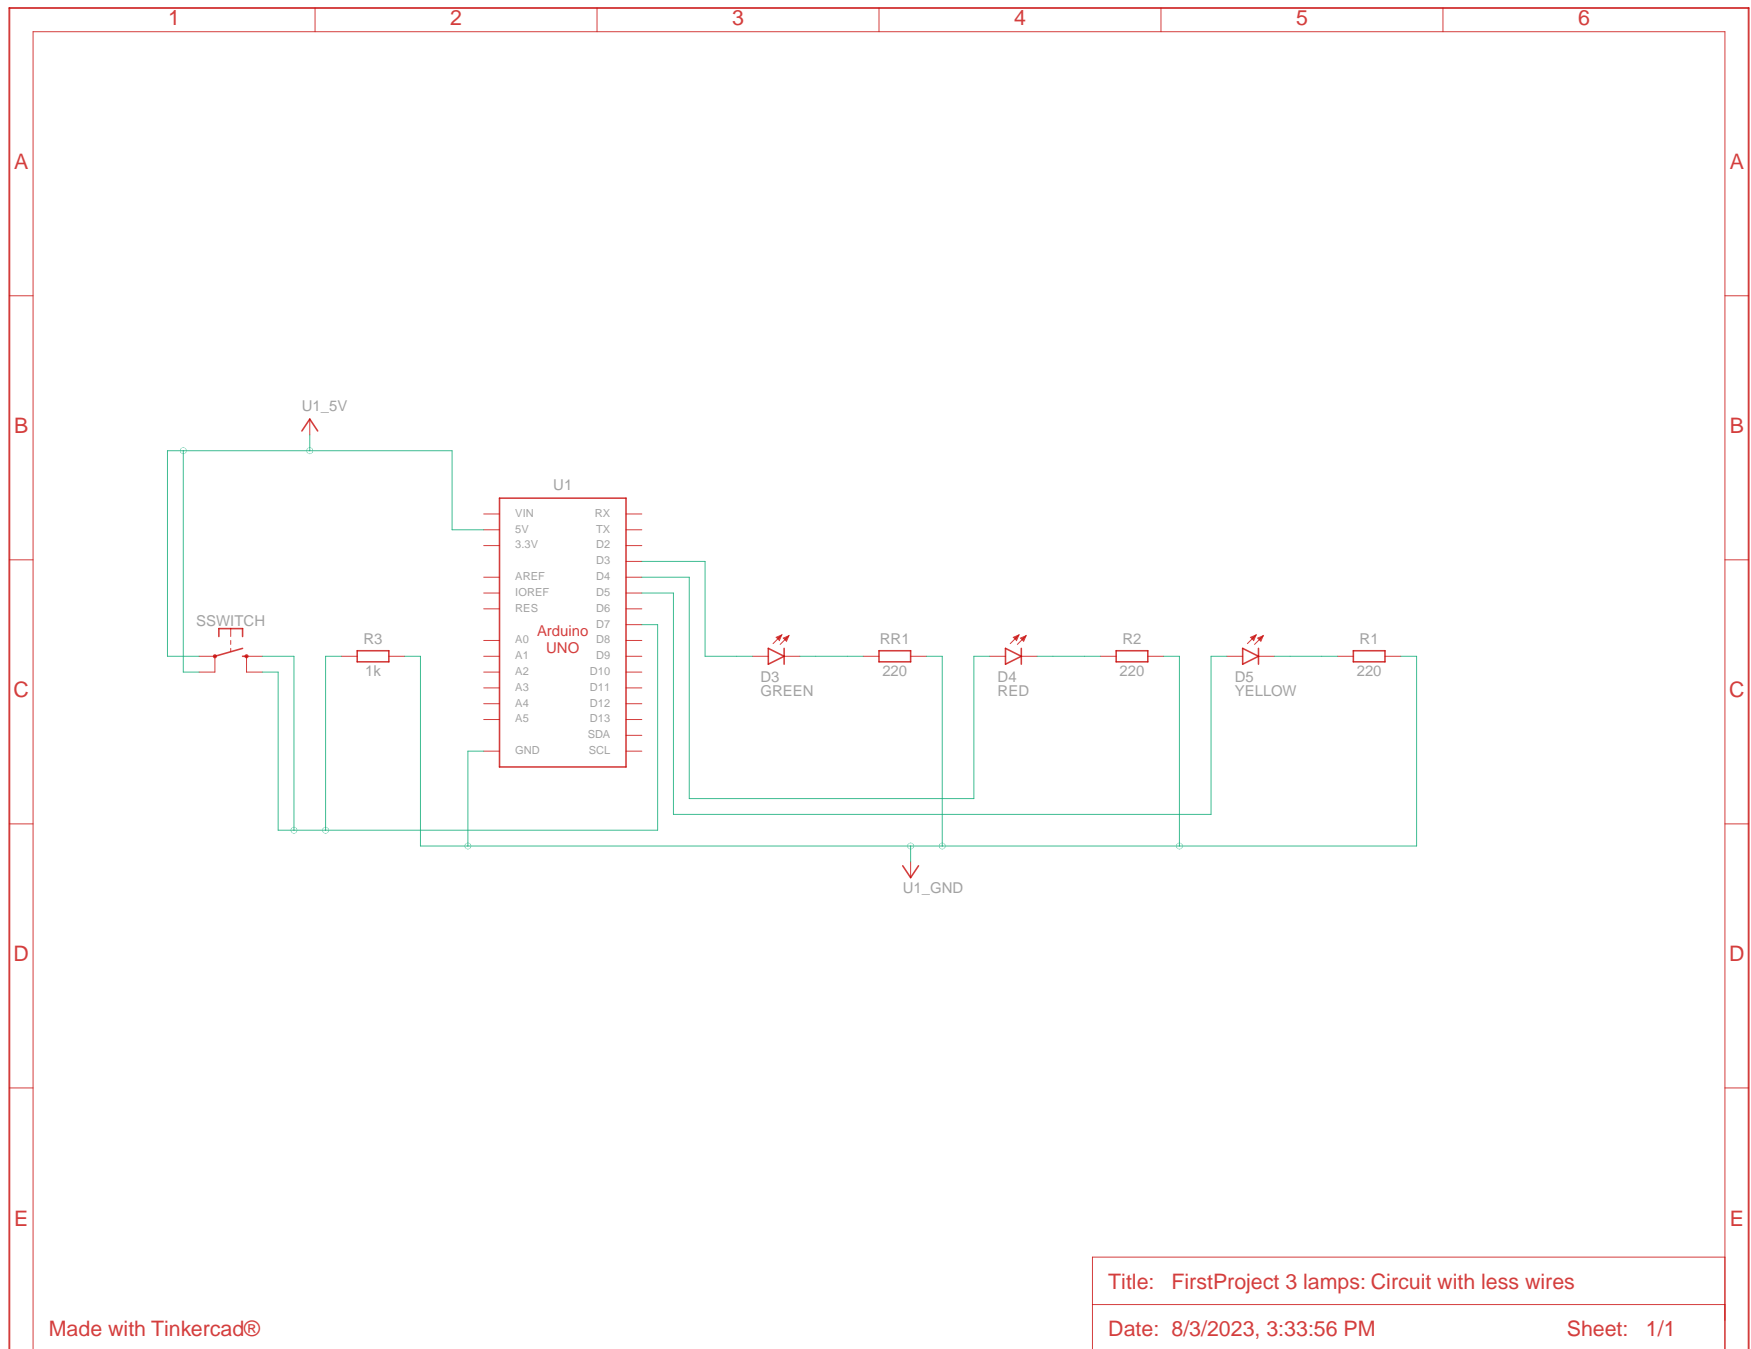 1 2 3 4 5 6
A A
U1_5V
B B
U1
VIN RX
5V TX
3.3V D2
D3
AREF D4
IOREF D5
RES D6
D7
SSWITCH
A0 Arduino D8
A1 UNO D9
A2 D10
A3 D11
A4 D12
A5 D13
SDA
GND SCL
R3
1k
RR1
220
D3
GREEN
R2
220
D4
RED
R1
220
D5
YELLOW
C C
U1_GND
D D
E E
Title: FirstProject 3 lamps: Circuit with less wires
Made with Tinkercad®
Date: 8/3/2023, 3:33:56 PM Sheet: 1/1